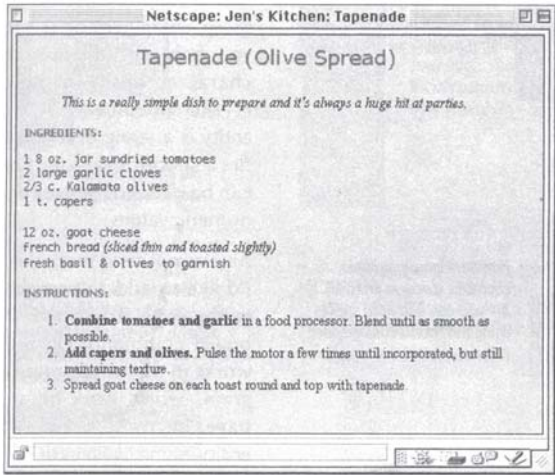 Netscape: Jen's Kitchen: Tapenade
Tapenade (Olive Spread)
This is a really simple dish to prepare and it's always a huge hit at parties.
INGREDIENTS:
1 8 oz. jar sundried tomatoes
2 large garlic cloves
2/3 c. Kalamata olives
1 t. capers
12 oz. goat cheese
french bread (sliced thin and toasted slightly)
fresh basil & olives to garnish
INSTRUCTIONS:
1. Combine tomatoes and garlic in a food processor. Blend until as smooth as
possible.
2. Add capers and olives. Pulse the motor a few times until incorporated, but still
maintaining texture.
3. Spread goat cheese on each toast round and top with tapenade.